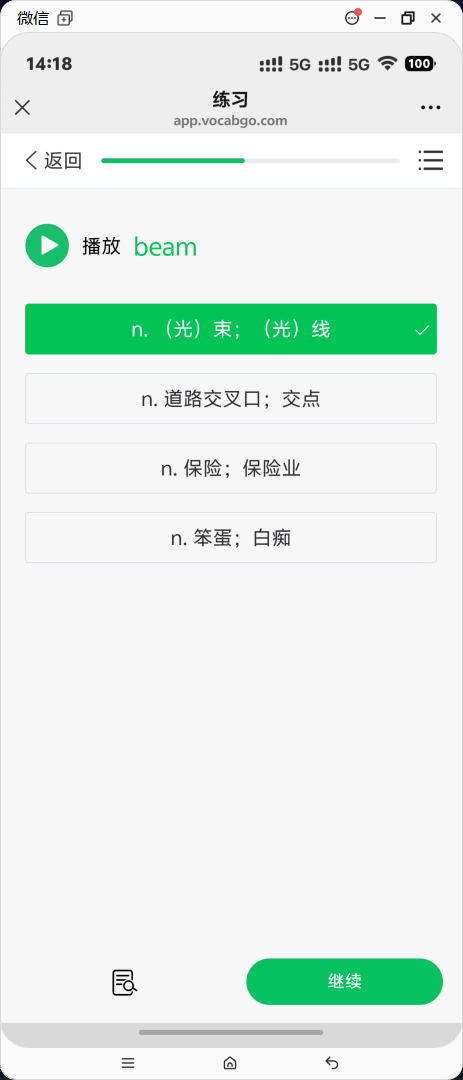 微信
14:18 5G 5G 100
练习
app.vocabgo.com
返回
播放 beam
n. （光）束；（光）线
n. 道路交叉口；交点
n. 保险；保险业
n. 笨蛋；白痴
继续